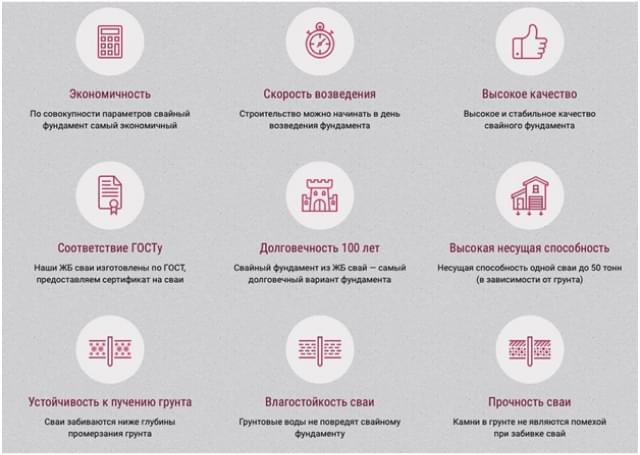 Экономичность
По совокупности параметров свайный
фундамент самый экономичный
Скорость возведения
Строительство можно начинать в день
возведения фундамента
Высокое качество
Высокое и стабильное качество
свайного фундамента
Соответствие ГОСТу
Наши ЖБ сваи изготовлены по ГОСТ,
предоставляем сертификат на сваи
Долговечность 100 лет
Свайный фундамент из ЖБ свай — самый
долговечный вариант фундамента
Высокая несущая способность
Несущая способность одной сваи до 50 тонн
(в зависимости от грунта)
Устойчивость к пучению грунта
Сваи забиваются ниже глубины
промерзания грунта
Влагостойкость сваи
Грунтовые воды не повредят свайному
фундаменту
Прочность сваи
Камни в грунте не являются помехой
при забивке свай